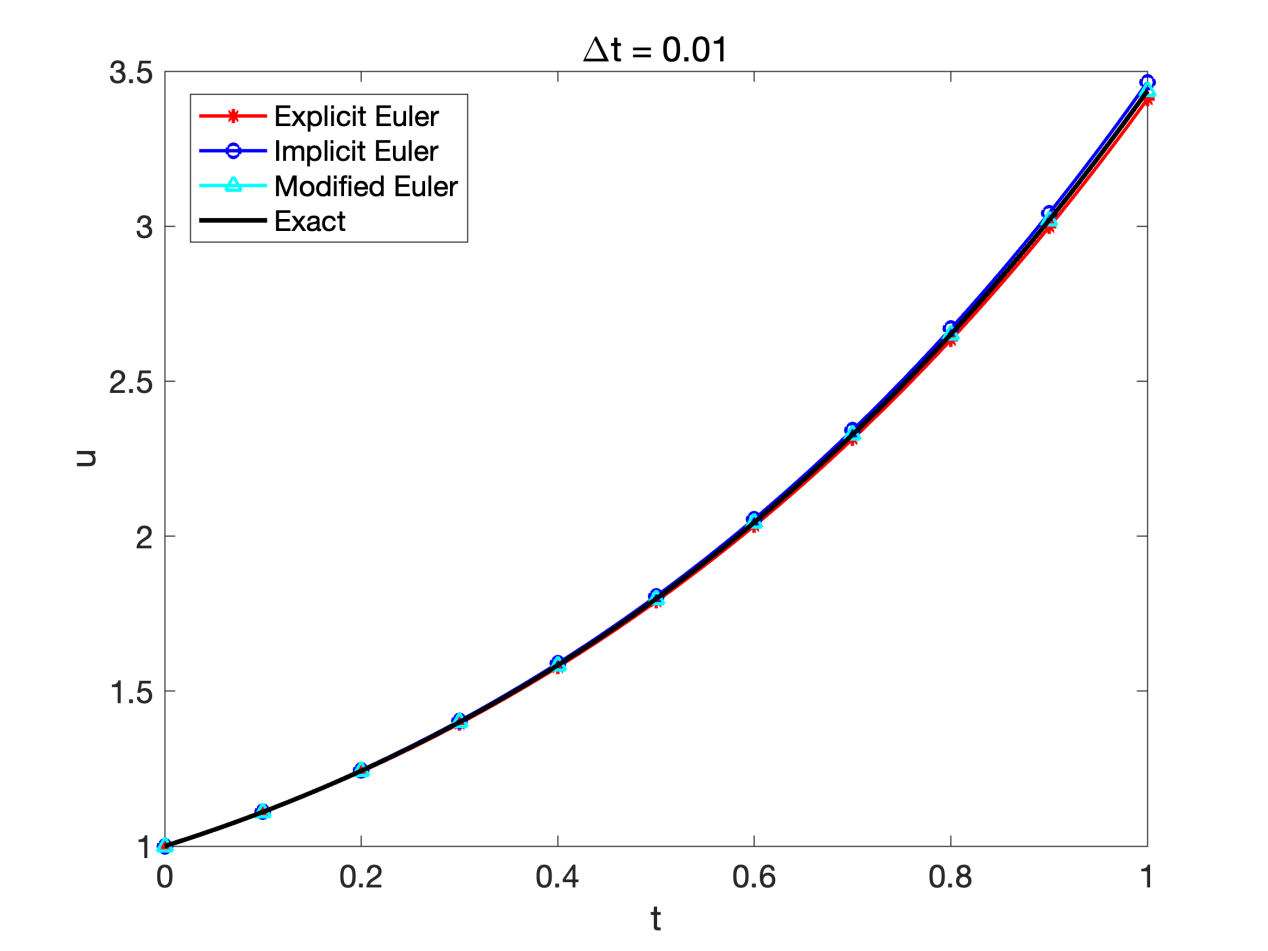 Δt = 0.01
3.5
Explicit Euler
Implicit Euler
Modified Euler
Exact
3
2.5
u
2
1.5
1
0 0.2 0.4 0.6 0.8 1
t